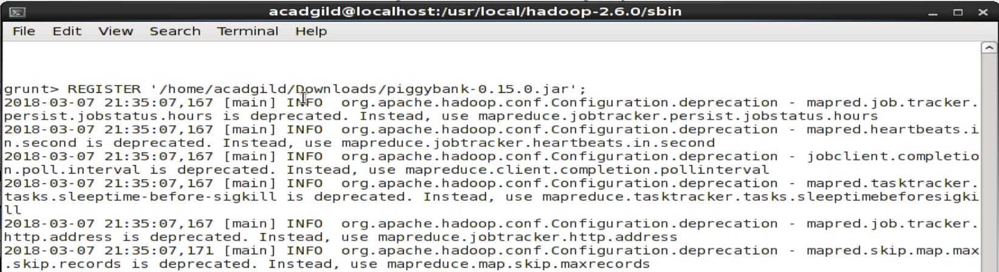 acadgild@localhost:/usr/local/hadoop-2.6.0/sbin
File Edit View Search Terminal Help
grunt> REGISTER '/home/acadgild/Downloads/piggybank-0.15.0.jar';
2018-03-07 21:35:07,167 [main] INFO  org.apache.hadoop.conf.Configuration.deprecation - mapred.job.tracker.
persist.jobstatus.hours is deprecated. Instead, use mapreduce.jobtracker.persist.jobstatus.hours
2018-03-07 21:35:07,167 [main] INFO  org.apache.hadoop.conf.Configuration.deprecation - mapred.heartbeats.i
n.second is deprecated. Instead, use mapreduce.jobtracker.heartbeats.in.second
2018-03-07 21:35:07,167 [main] INFO  org.apache.hadoop.conf.Configuration.deprecation - jobclient.completio
n.poll.interval is deprecated. Instead, use mapreduce.client.completion.pollinterval
2018-03-07 21:35:07,167 [main] INFO  org.apache.hadoop.conf.Configuration.deprecation - mapred.tasktracker.
tasks.sleeptime-before-sigkill is deprecated. Instead, use mapreduce.tasktracker.tasks.sleeptimebeforesigki
ll
2018-03-07 21:35:07,167 [main] INFO  org.apache.hadoop.conf.Configuration.deprecation - mapred.job.tracker.
http.address is deprecated. Instead, use mapreduce.jobtracker.http.address
2018-03-07 21:35:07,171 [main] INFO  org.apache.hadoop.conf.Configuration.deprecation - mapred.skip.map.max
.skip.records is deprecated. Instead, use mapreduce.map.skip.maxrecords